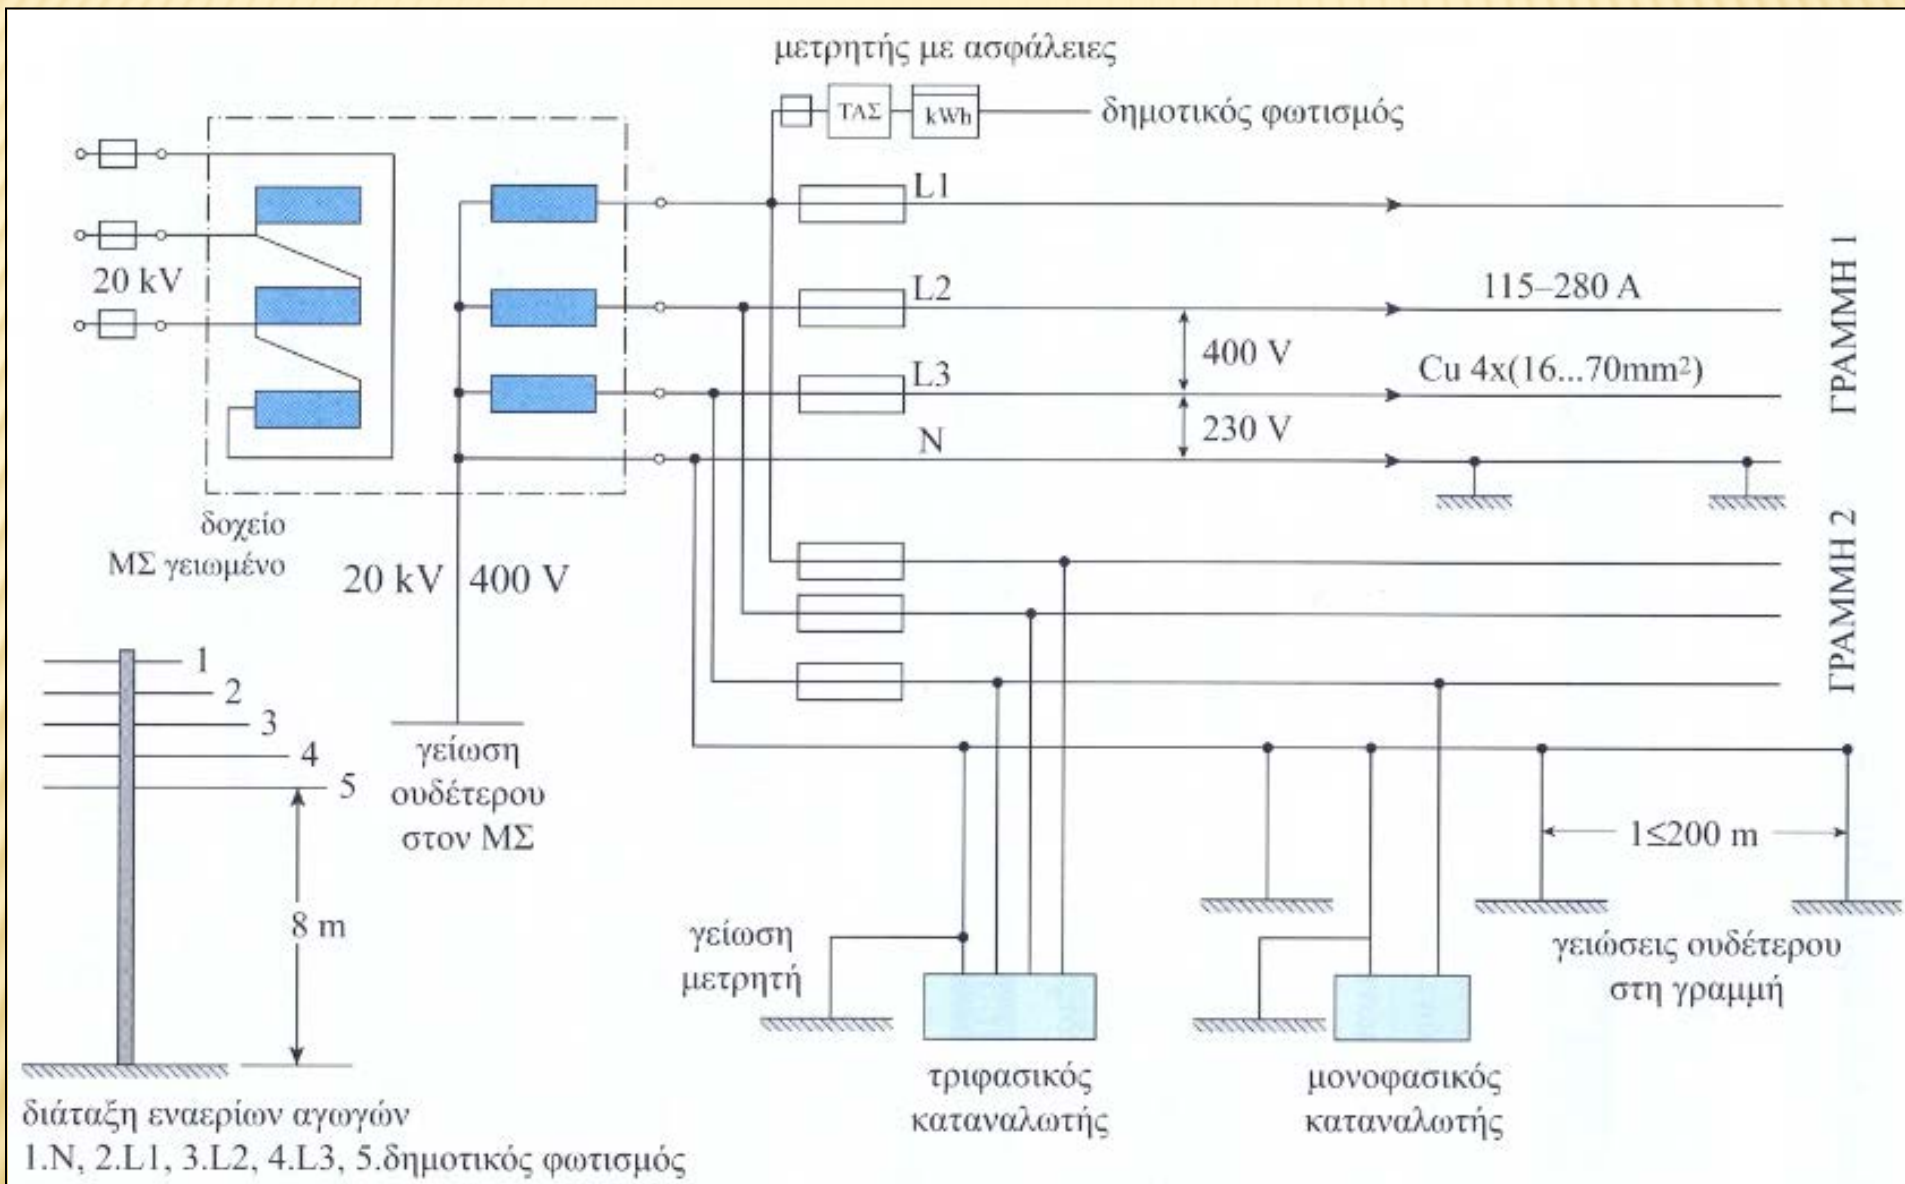 μετρητής με ασφάλειες
ΤΑΣ
kWh
δημοτικός φωτισμός
L1
20 kV
L2
115–280 A
400 V
L3
Cu 4x(16...70mm²)
230 V
N
ΓΡΑΜΜΗ 1
δοχείο
ΜΣ γειωμένο
20 kV
400 V
ΓΡΑΜΜΗ 2
1
2
3
4
5
8 m
γείωση
ουδέτερου
στον ΜΣ
1≤200 m
γείωση
μετρητή
γειώσεις ουδέτερου
στη γραμμή
τριφασικός
καταναλωτής
μονοφασικός
καταναλωτής
διάταξη εναερίων αγωγών
1.N, 2.L1, 3.L2, 4.L3, 5.δημοτικός φωτισμός